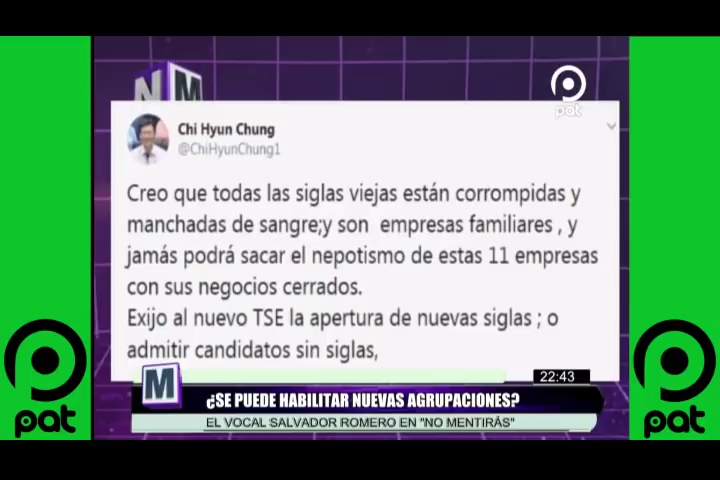 NM
pat
Chi Hyun Chung
@ChiHyunChung1
Creo que todas las siglas viejas están corrompidas y
manchadas de sangre;y son empresas familiares , y
jamás podrá sacar el nepotismo de estas 11 empresas
con sus negocios cerrados.
Exijo al nuevo TSE la apertura de nuevas siglas ; o
admitir candidatos sin siglas,
22:43
M
¿SE PUEDE HABILITAR NUEVAS AGRUPACIONES?
EL VOCAL SALVADOR ROMERO EN "NO MENTIRÁS"
pat
pat